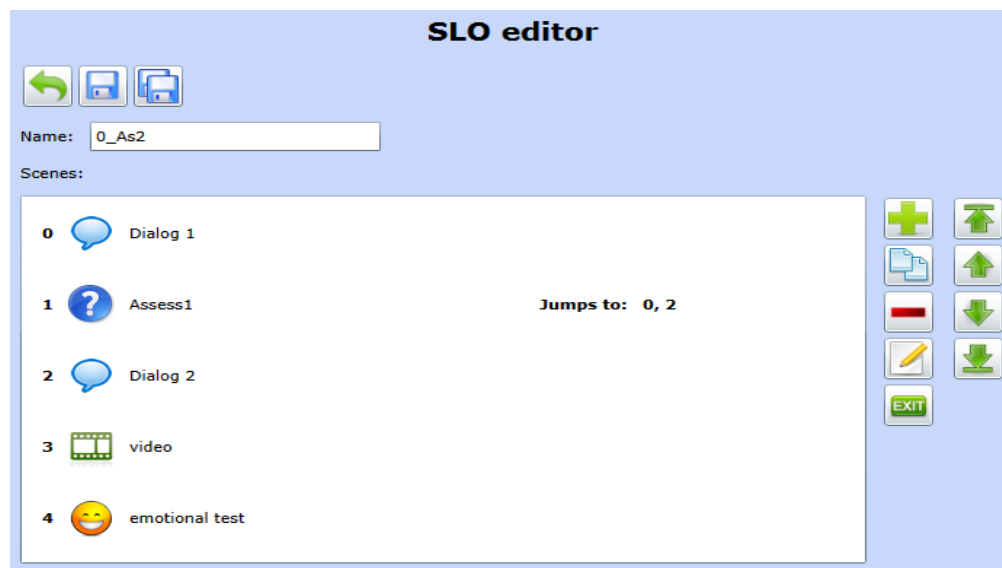 SLO editor
Name: 0_As2
Scenes:
0 Dialog 1
1 ? Assess1 Jumps to: 0, 2
2 Dialog 2
3 video
4 emotional test
EXIT